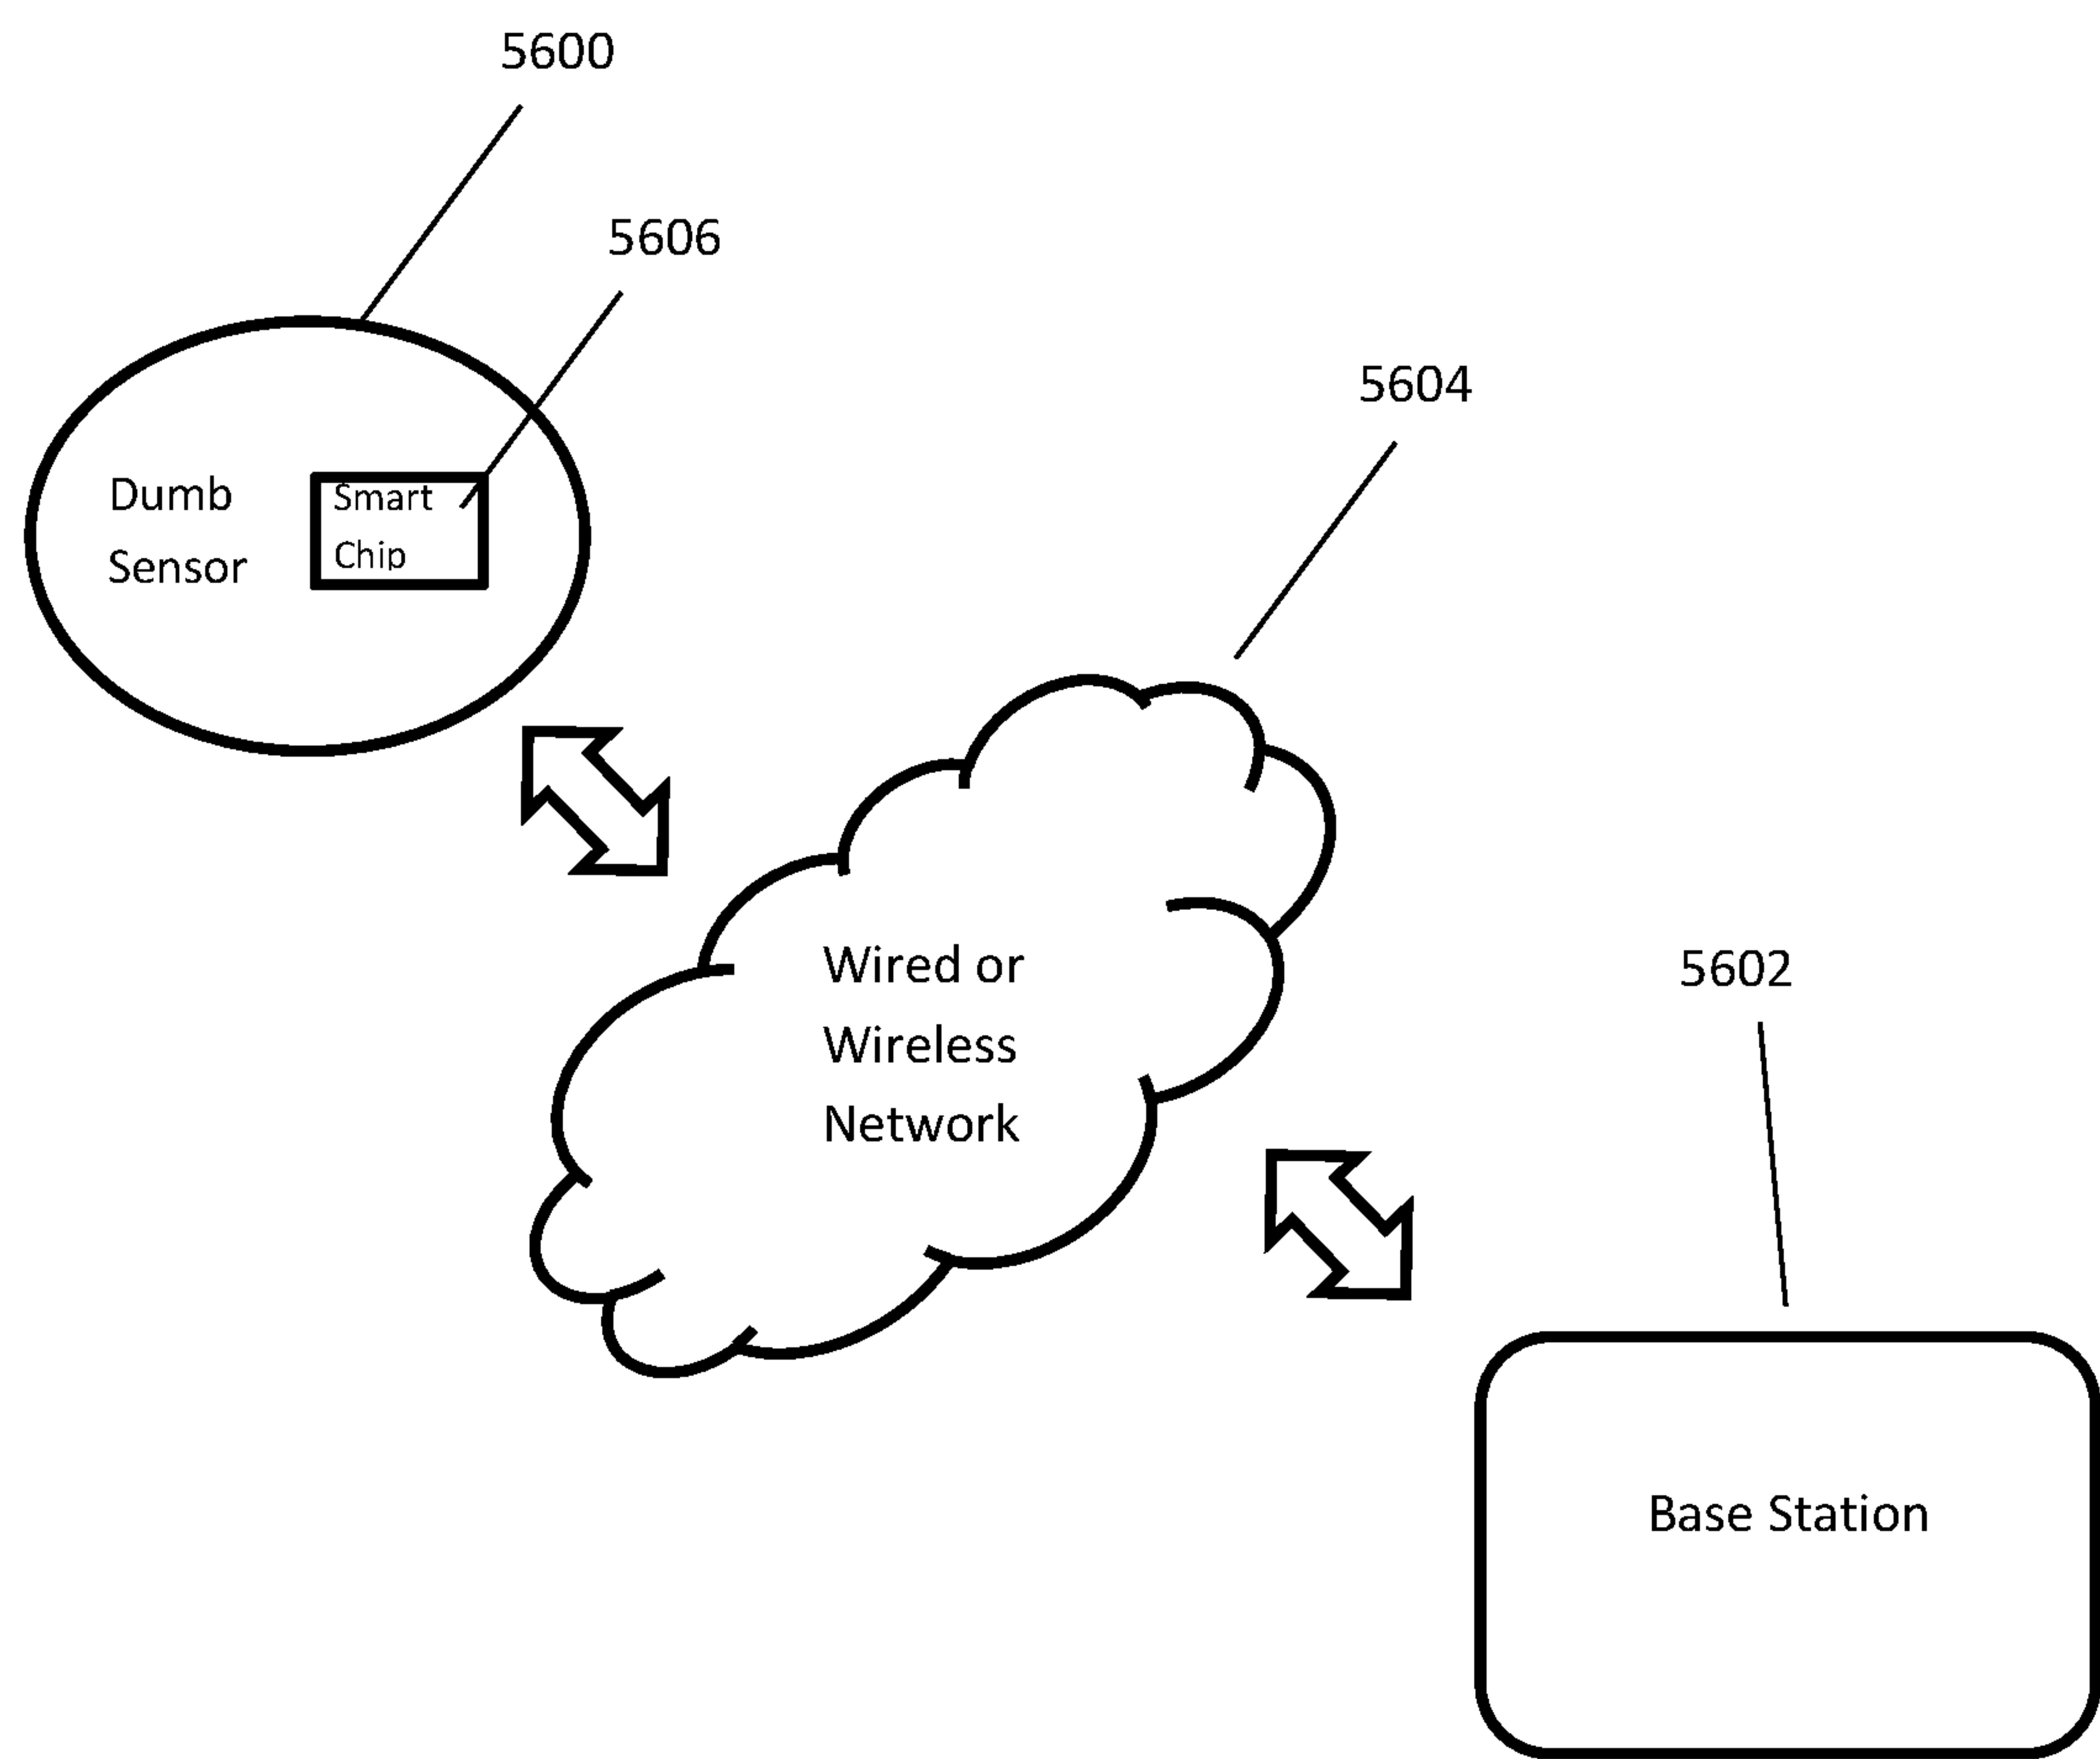 5600
5606
5604
Dumb
Sensor
Smart
Chip
Wired or
Wireless
Network
5602
Base Station